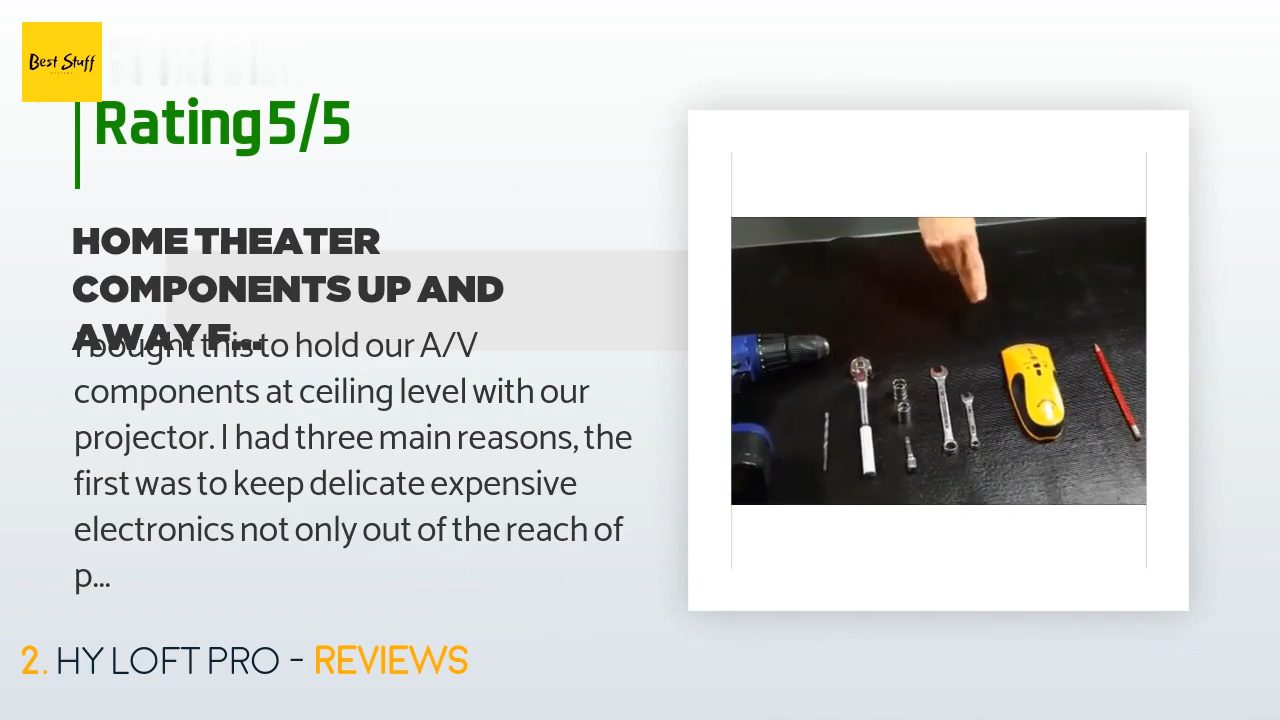 Best Stuff
Rating 5/5
HOME THEATER
COMPONENTS UP AND
AWAY F...
I bought this to hold our A/V
components at ceiling level with our
projector. I had three main reasons, the
first was to keep delicate expensive
electronics not only out of the reach of
p...
2. HY LOFT PRO - REVIEWS